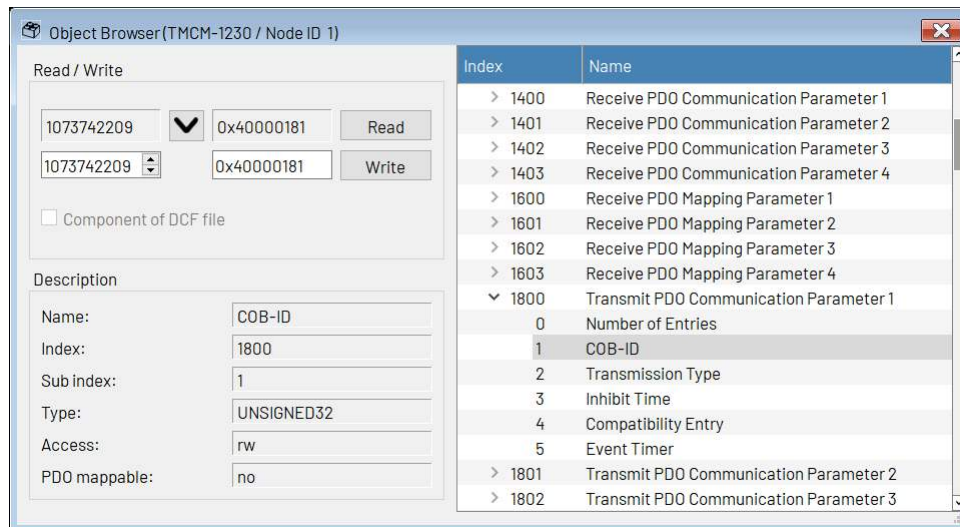 Object Browser (TMCM-1230 / Node ID 1)
Read / Write
1073742209 0x40000181 Read
1073742209 0x40000181 Write
Component of DCF file
Description
Name: COB-ID
Index: 1800
Sub index: 1
Type: UNSIGNED32
Access: rw
PDO mappable: no
Index Name
1400 Receive PDO Communication Parameter 1
1401 Receive PDO Communication Parameter 2
1402 Receive PDO Communication Parameter 3
1403 Receive PDO Communication Parameter 4
1600 Receive PDO Mapping Parameter 1
1601 Receive PDO Mapping Parameter 2
1602 Receive PDO Mapping Parameter 3
1603 Receive PDO Mapping Parameter 4
1800 Transmit PDO Communication Parameter 1
0 Number of Entries
1 COB-ID
2 Transmission Type
3 Inhibit Time
4 Compatibility Entry
5 Event Timer
1801 Transmit PDO Communication Parameter 2
1802 Transmit PDO Communication Parameter 3